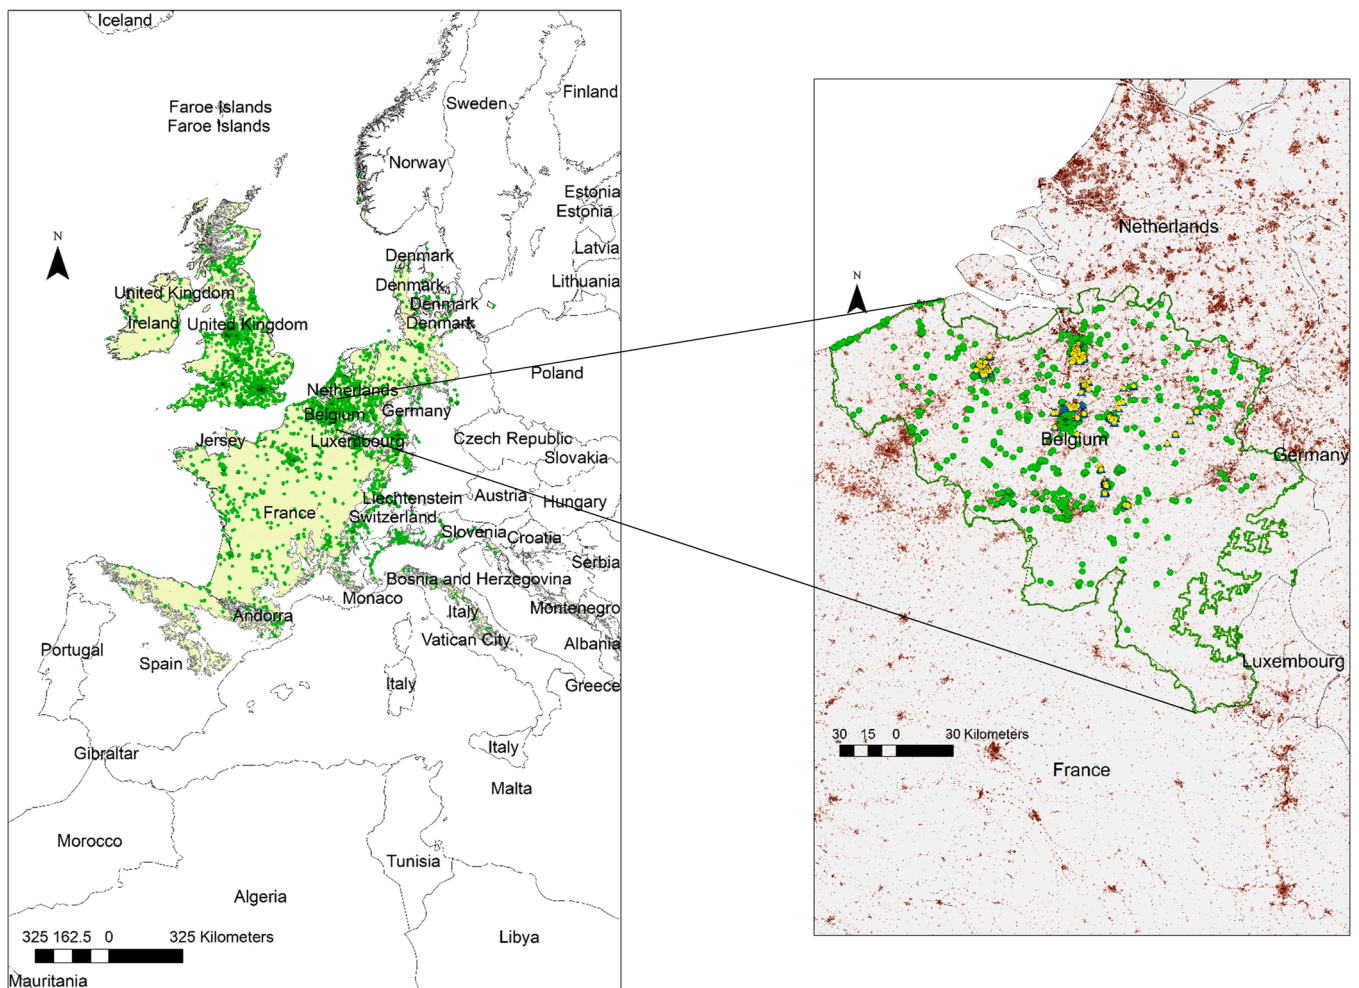 Iceland
Faroe Islands
Faroe Islands
Sweden
Finland
Norway
Estonia
Estonia
Latvia
Lithuania
N
Denmark
Denmark
Denmark
Denmark
United Kingdom
Ireland
United Kingdom
Poland
Netherlands
Belgium
Germany
Jersey
Luxembourg
Czech Republic
Slovakia
Liechtenstein
Austria
Hungary
France
Switzerland
Slovenia
Croatia
Serbia
Bosnia and Herzegovina
Monaco
Montenegro
Andorra
Italy
Vatican City
Albania
Portugal
Spain
Italy
Greece
Gibraltar
Italy
Malta
Morocco
Tunisia
Algeria
Libya
325 162.5 0 325 Kilometers
Mauritania
Netherlands
N
Belgium
Germany
Luxembourg
30 15 0 30 Kilometers
France